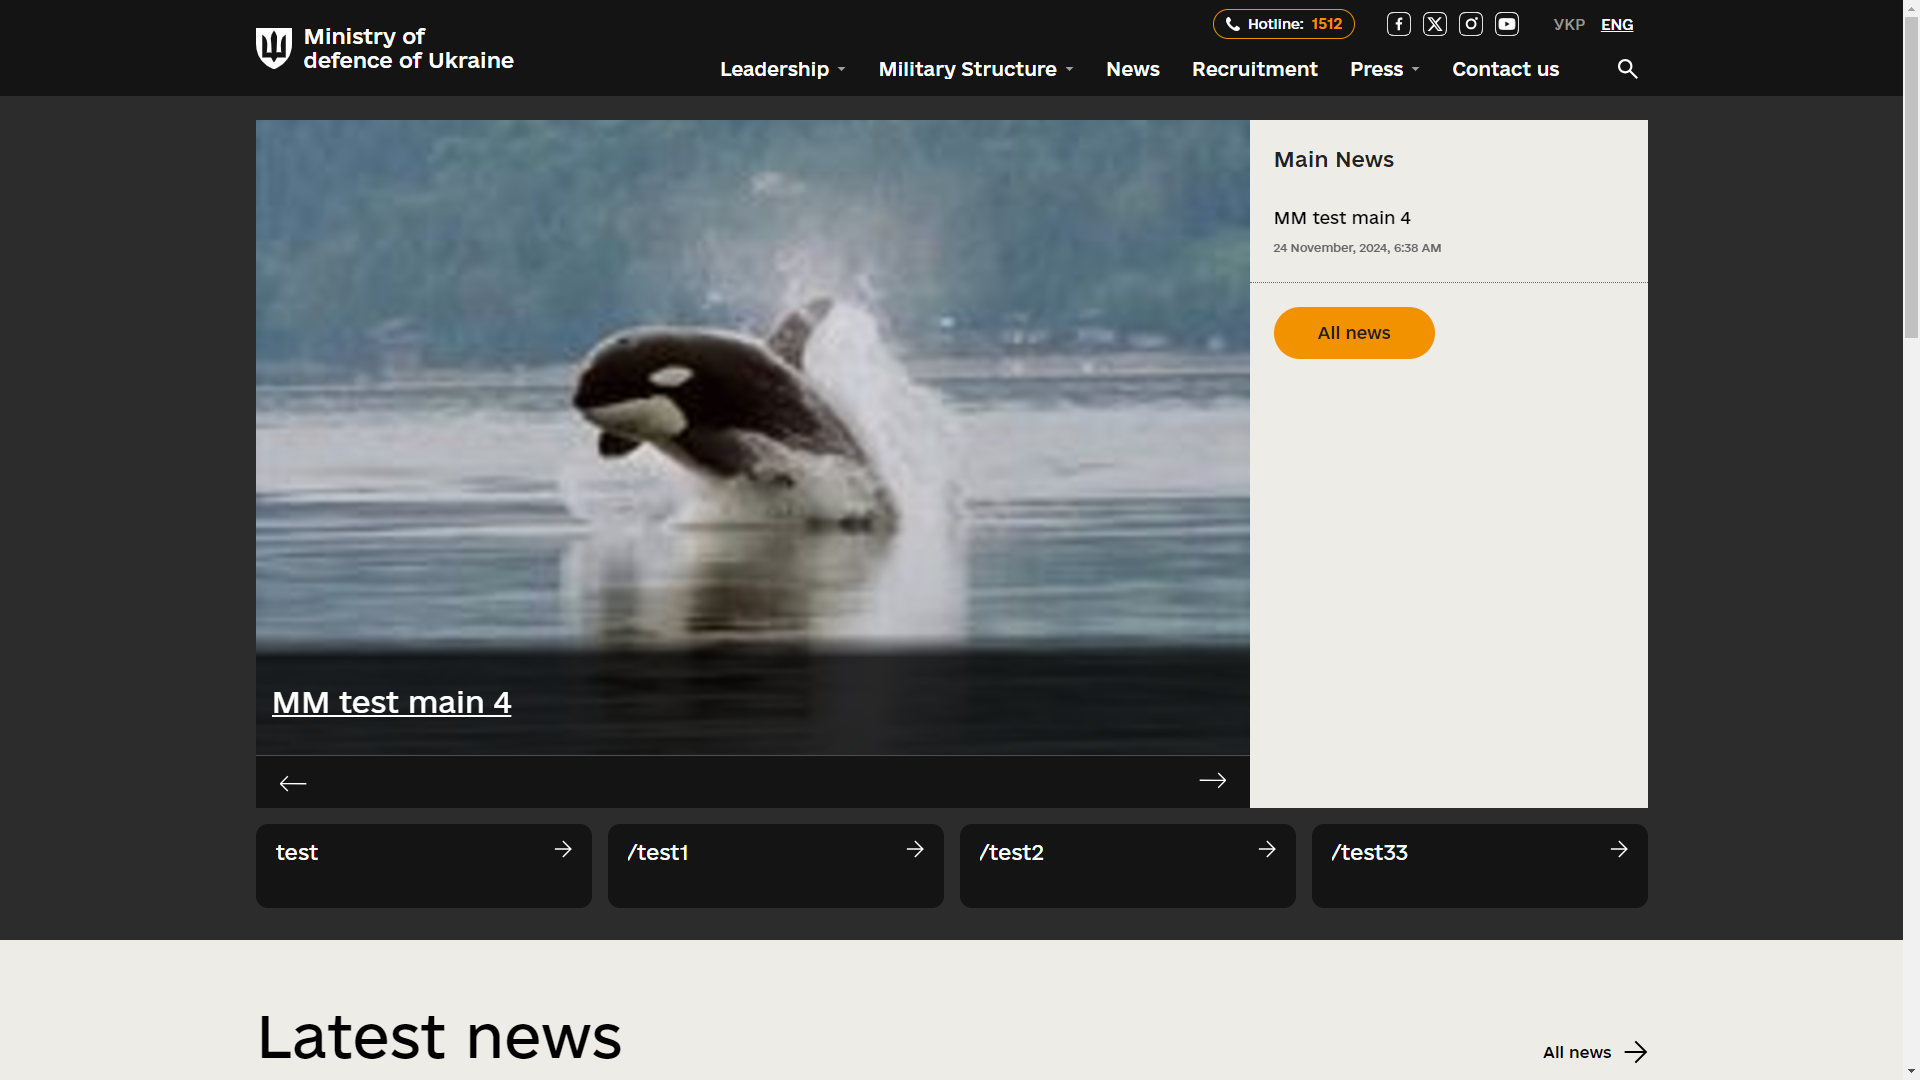 Ministry of
defence of Ukraine
Hotline: 1512
УКР ENG
Leadership Military Structure News Recruitment Press Contact us
Main News
MM test main 4
24 November, 2024, 6:38 AM
All news
MM test main 4
test
/test1
/test2
/test33
Latest news
All news